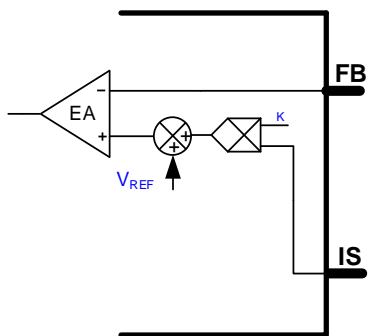 FB
−
EA
K
+
+
+
VREF
IS